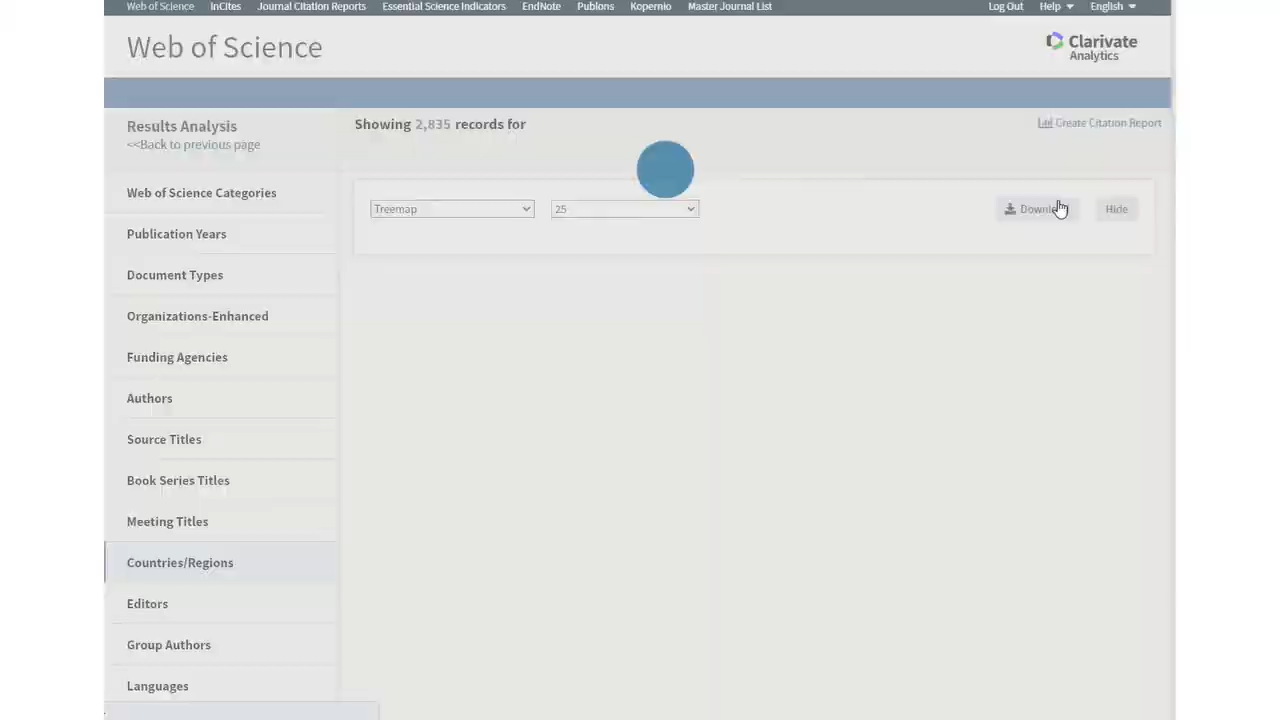 Web of Science InCites Journal Citation Reports Essential Science Indicators EndNote Publons Kopernio Master Journal List Log Out Help English
Web of Science
Clarivate
Analytics
Results Analysis
<<Back to previous page
Showing 2,835 records for
Create Citation Report
Treemap 25 Download Hide
Web of Science Categories
Publication Years
Document Types
Organizations-Enhanced
Funding Agencies
Authors
Source Titles
Book Series Titles
Meeting Titles
Countries/Regions
Editors
Group Authors
Languages